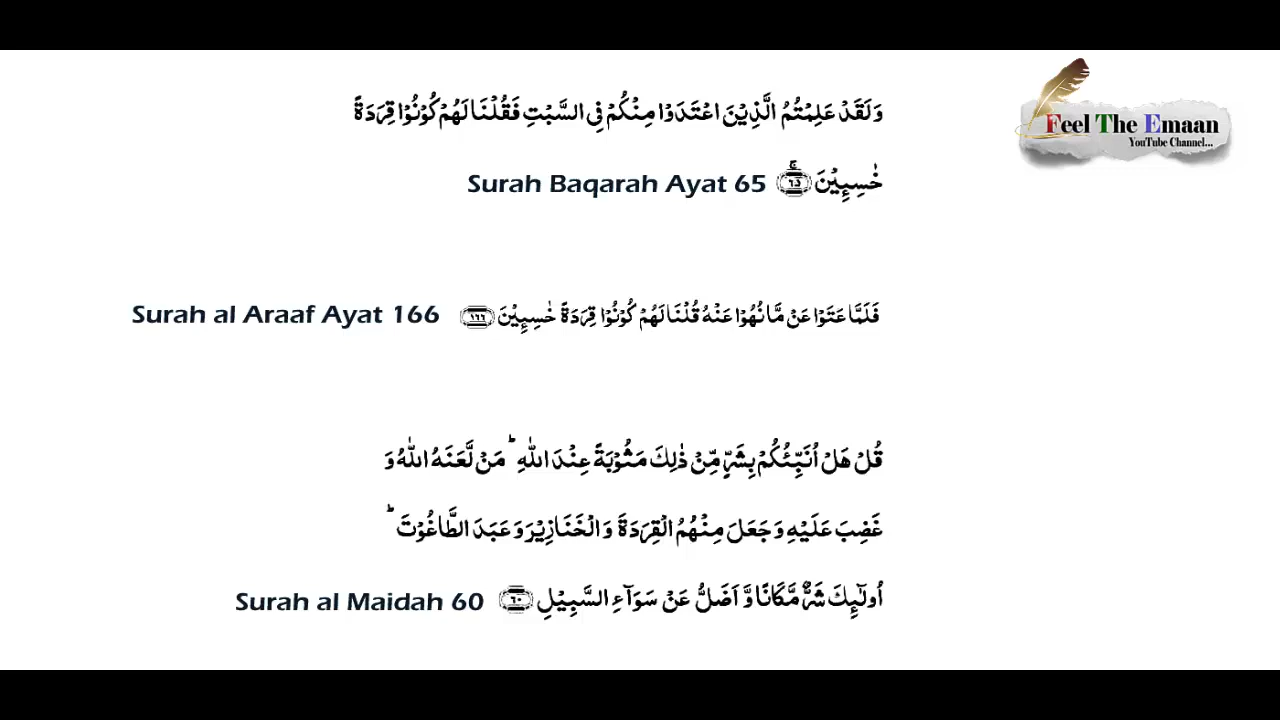 Feel The Emaan
YouTube Channel...
وَلَقَدْ عَلِمْتُمُ الَّذِيْنَ اعْتَدَوْا مِنْكُمْ فِي السَّبْتِ فَقُلْنَا لَهُمْ كُوْنُوْا قِرَدَةً
خٰسِـِٕيْنَ ۚ ﴿٦٥﴾ Surah Baqarah Ayat 65
فَلَمَّا عَتَوْا عَنْ مَّا نُهُوْا عَنْهُ قُلْنَا لَهُمْ كُوْنُوْا قِرَدَةً خٰسِـِٕيْنَ ﴿١٦٦﴾ Surah al Araaf Ayat 166
قُلْ هَلْ اُنَبِّئُكُمْ بِشَرٍّ مِّنْ ذٰلِكَ مَثُوْبَةً عِنْدَ اللّٰهِ ؕ مَنْ لَّعَنَهُ اللّٰهُ وَ
غَضِبَ عَلَيْهِ وَجَعَلَ مِنْهُمُ الْقِرَدَةَ وَالْخَنَازِيْرَ وَعَبَدَ الطَّاغُوْتَ ؕ
اُولٰٓئِكَ شَرٌّ مَّكَانًا وَّاَضَلُّ عَنْ سَوَآءِ السَّبِيْلِ ﴿٦٠﴾ Surah al Maidah 60